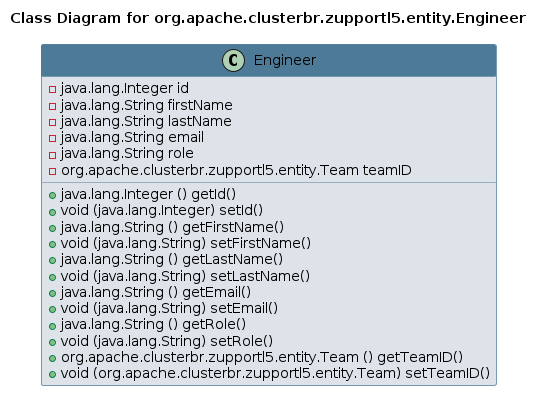 Class Diagram for org.apache.clusterbr.zupportl5.entity.Engineer
C Engineer
java.lang.Integer id
java.lang.String firstName
java.lang.String lastName
java.lang.String email
java.lang.String role
org.apache.clusterbr.zupportl5.entity.Team teamID
java.lang.Integer () getId()
void (java.lang.Integer) setId()
java.lang.String () getFirstName()
void (java.lang.String) setFirstName()
java.lang.String () getLastName()
void (java.lang.String) setLastName()
java.lang.String () getEmail()
void (java.lang.String) setEmail()
java.lang.String () getRole()
void (java.lang.String) setRole()
org.apache.clusterbr.zupportl5.entity.Team () getTeamID()
void (org.apache.clusterbr.zupportl5.entity.Team) setTeamID()